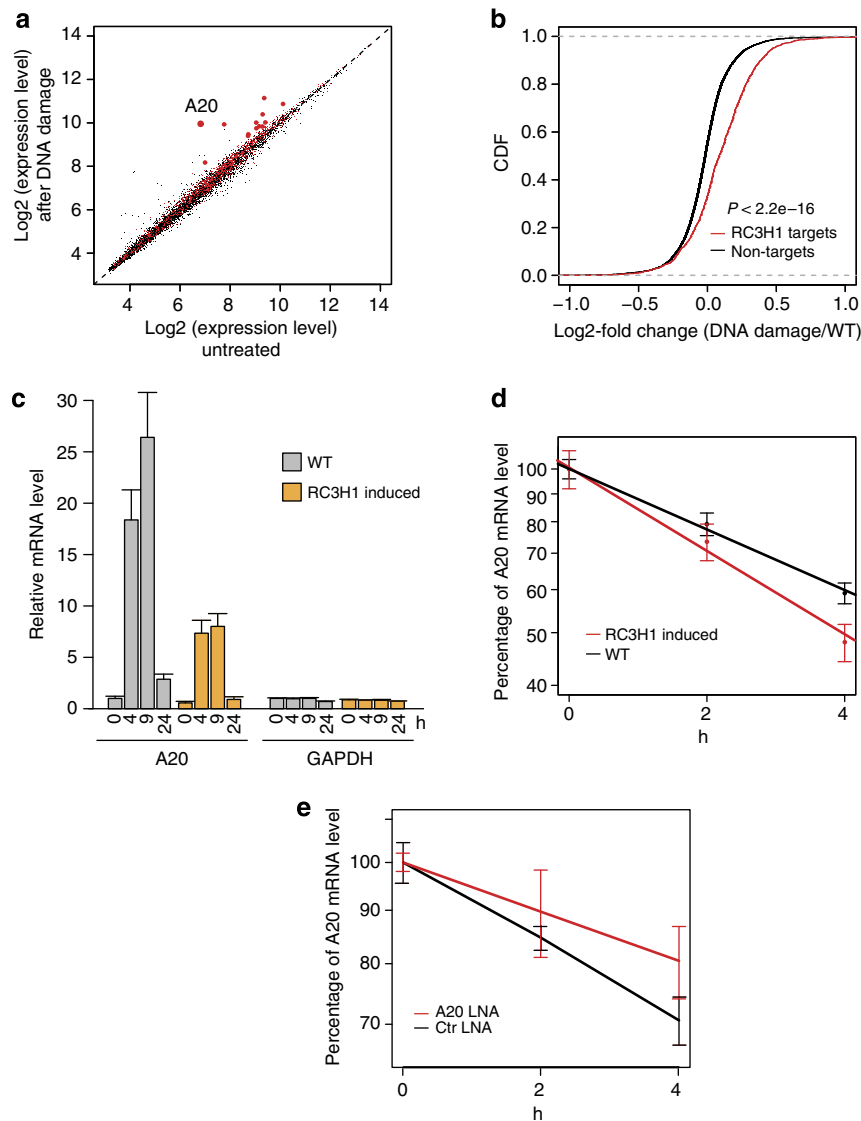 a
Log2 (expression level)
after DNA damage
14
12
10
8
6
4
A20
4 6 8 10 12 14
Log2 (expression level)
untreated
b
CDF
1.0
0.8
0.6
0.4
0.2
0.0
P < 2.2e−16
RC3H1 targets
Non-targets
−1.0 −0.5 0.0 0.5 1.0
Log2-fold change (DNA damage/WT)
c
Relative mRNA level
30
25
20
15
10
5
0
WT
RC3H1 induced
0 4 9 24 0 4 9 24 0 4 9 24 0 4 9 24 h
A20 GAPDH
d
Percentage of A20 mRNA level
100
90
80
70
60
50
40
RC3H1 induced
WT
0 2 4
h
e
Percentage of A20 mRNA level
100
90
80
70
A20 LNA
Ctr LNA
0 2 4
h